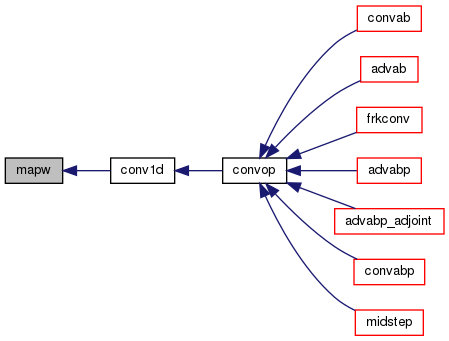 mapw
conv1d
convop
convab
advab
frkconv
advabp
advabp_adjoint
convabp
midstep